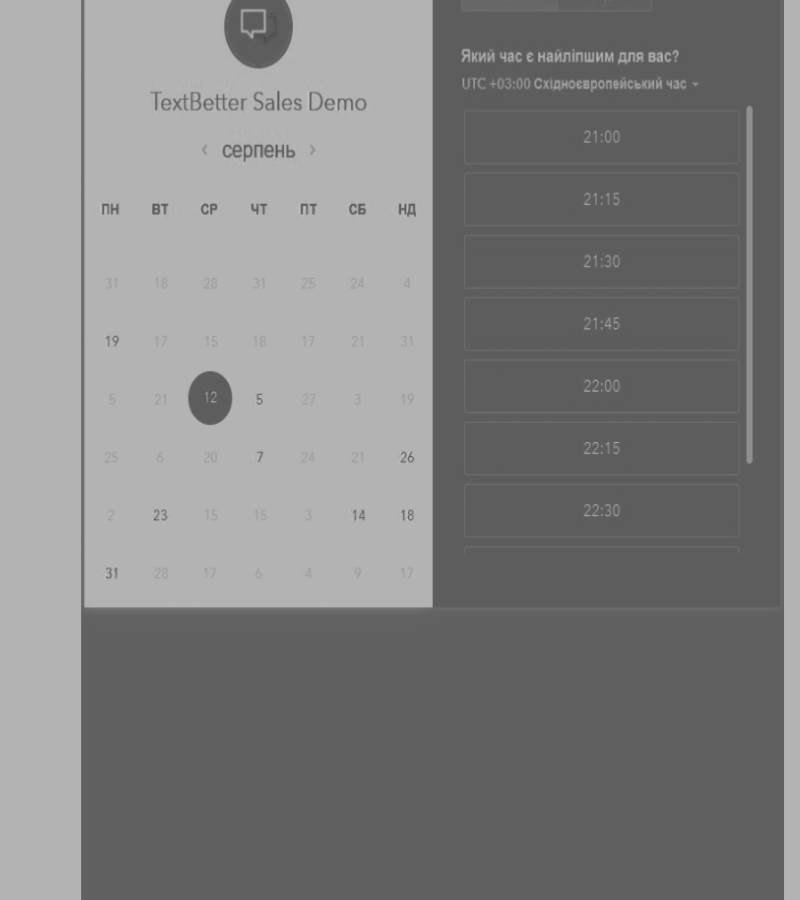 TextBetter Sales Demo
‹ серпень ›
ПН ВТ СР ЧТ ПТ СБ НД
31 18 28 31 25 24 4
19 17 15 18 17 21 31
5 21 12 5 27 3 19
25 6 20 7 24 21 26
2 23 15 15 3 14 18
31 28 17 6 4 9 17
Який час є найліпшим для вас?
UTC +03:00 Східноєвропейський час
21:00
21:15
21:30
21:45
22:00
22:15
22:30